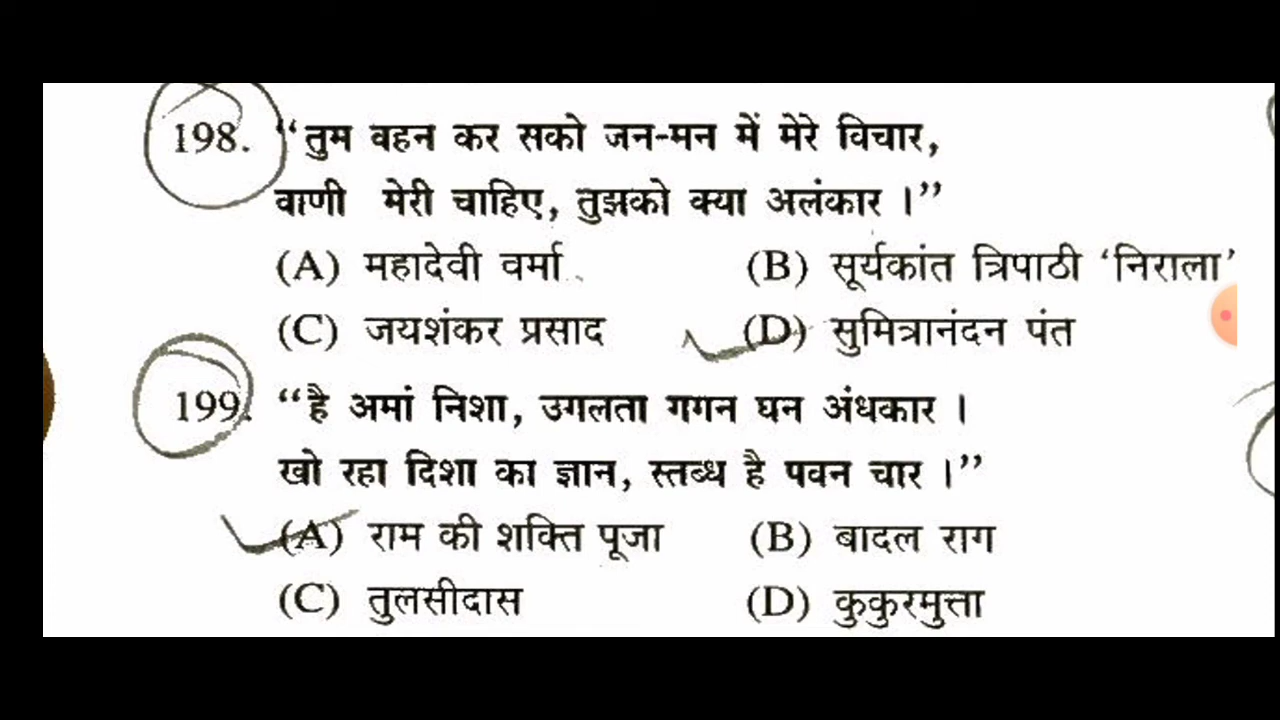 198. “तुम वहन कर सको जन-मन में मेरे विचार,
वाणी मेरी चाहिए, तुझको क्या अलंकार ।”
(A) महादेवी वर्मा (B) सूर्यकांत त्रिपाठी ‘निराला’
(C) जयशंकर प्रसाद (D) सुमित्रानंदन पंत
199. “है अमां निशा, उगलता गगन घन अंधकार ।
खो रहा दिशा का ज्ञान, स्तब्ध है पवन चार ।”
(A) राम की शक्ति पूजा (B) बादल राग
(C) तुलसीदास (D) कुकुरमुत्ता